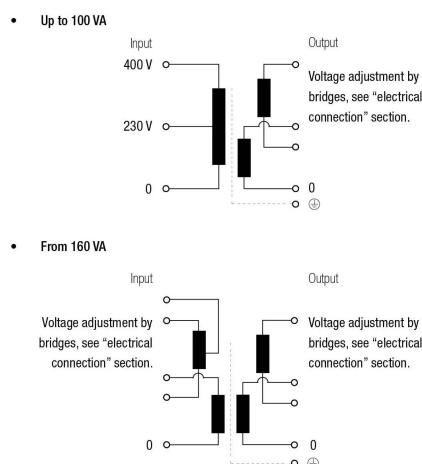 • Up to 100 VA
Input Output
400 V
Voltage adjustment by
bridges, see “electrical
connection” section.
230 V
0 0
• From 160 VA
Input Output
Voltage adjustment by Voltage adjustment by
bridges, see “electrical bridges, see “electrical
connection” section. connection” section.
0 0